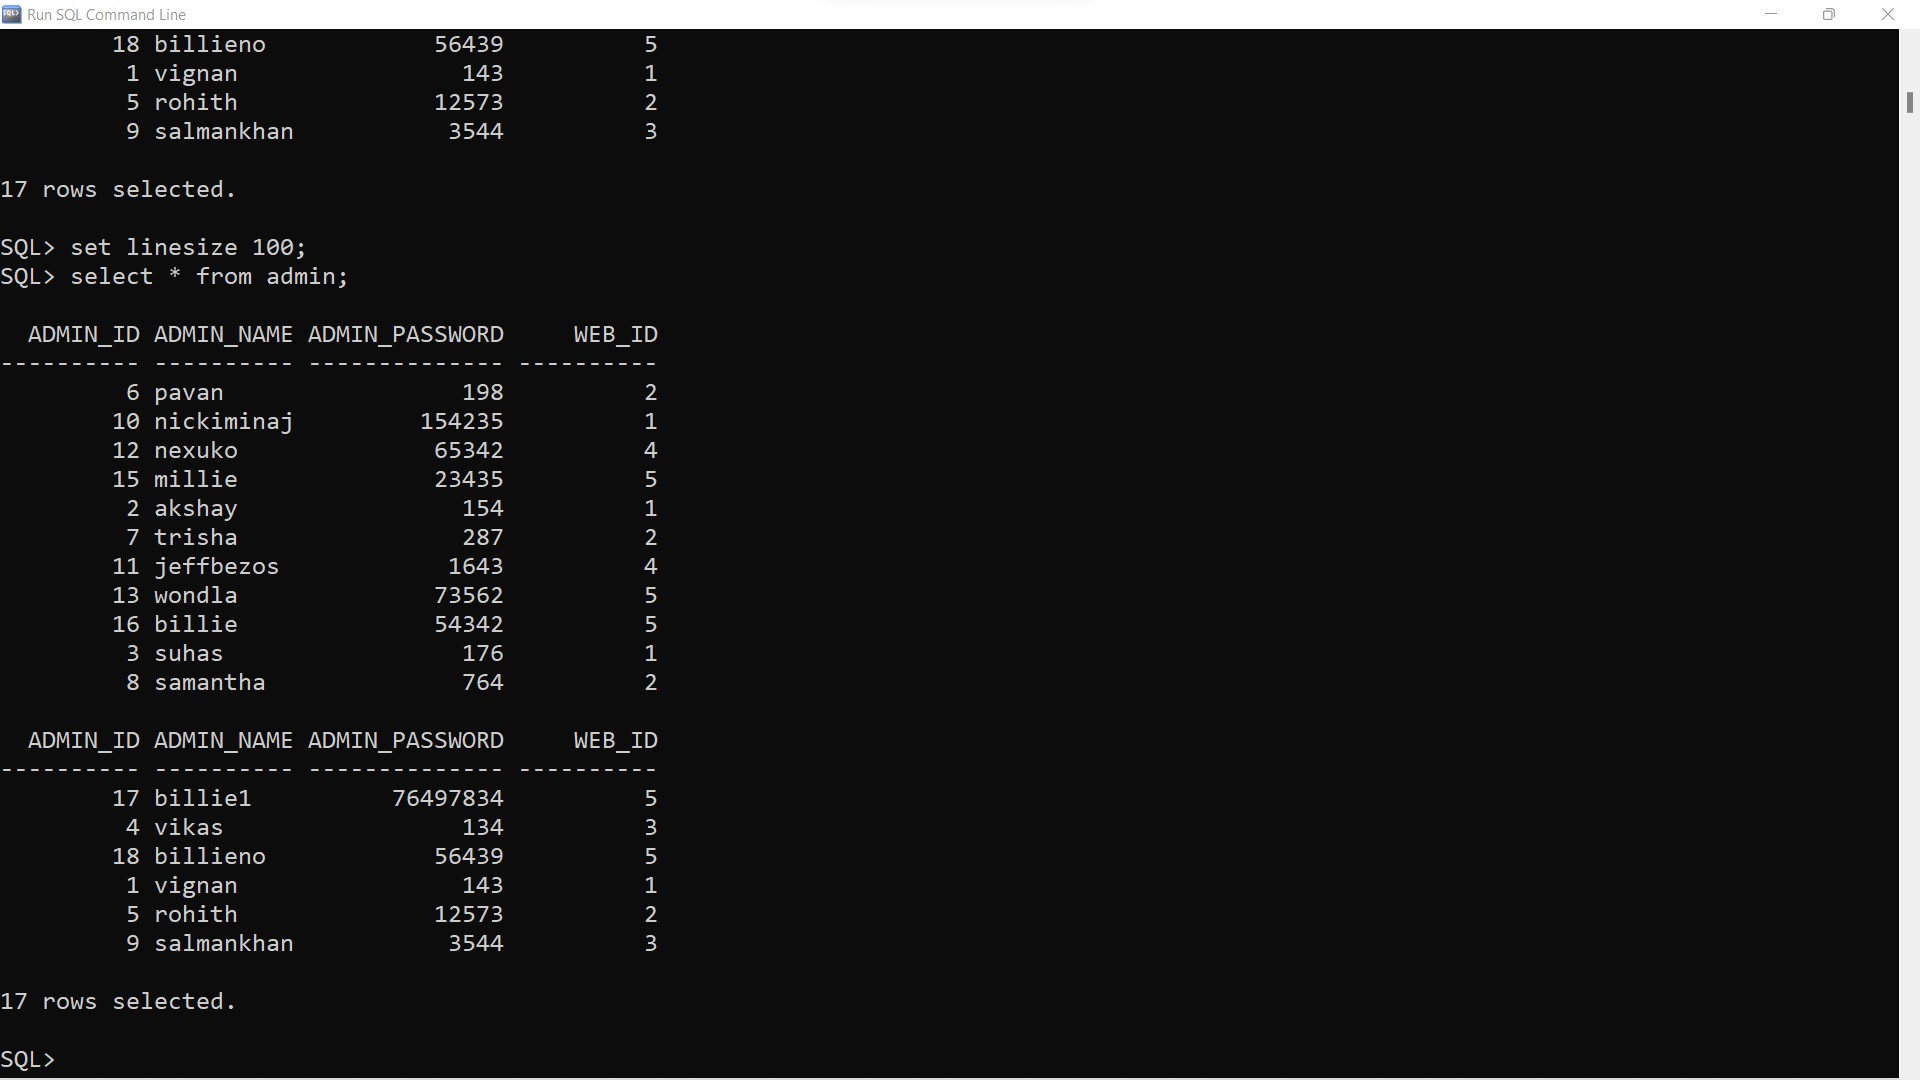 Run SQL Command Line
18 billieno 56439 5
1 vignan 143 1
5 rohith 12573 2
9 salmankhan 3544 3
17 rows selected.
SQL> set linesize 100;
SQL> select * from admin;
ADMIN_ID ADMIN_NAME ADMIN_PASSWORD WEB_ID
---------- ---------- -------------- ----------
6 pavan 198 2
10 nickiminaj 154235 1
12 nexuko 65342 4
15 millie 23435 5
2 akshay 154 1
7 trisha 287 2
11 jeffbezos 1643 4
13 wondla 73562 5
16 billie 54342 5
3 suhas 176 1
8 samantha 764 2
ADMIN_ID ADMIN_NAME ADMIN_PASSWORD WEB_ID
---------- ---------- -------------- ----------
17 billie1 76497834 5
4 vikas 134 3
18 billieno 56439 5
1 vignan 143 1
5 rohith 12573 2
9 salmankhan 3544 3
17 rows selected.
SQL>